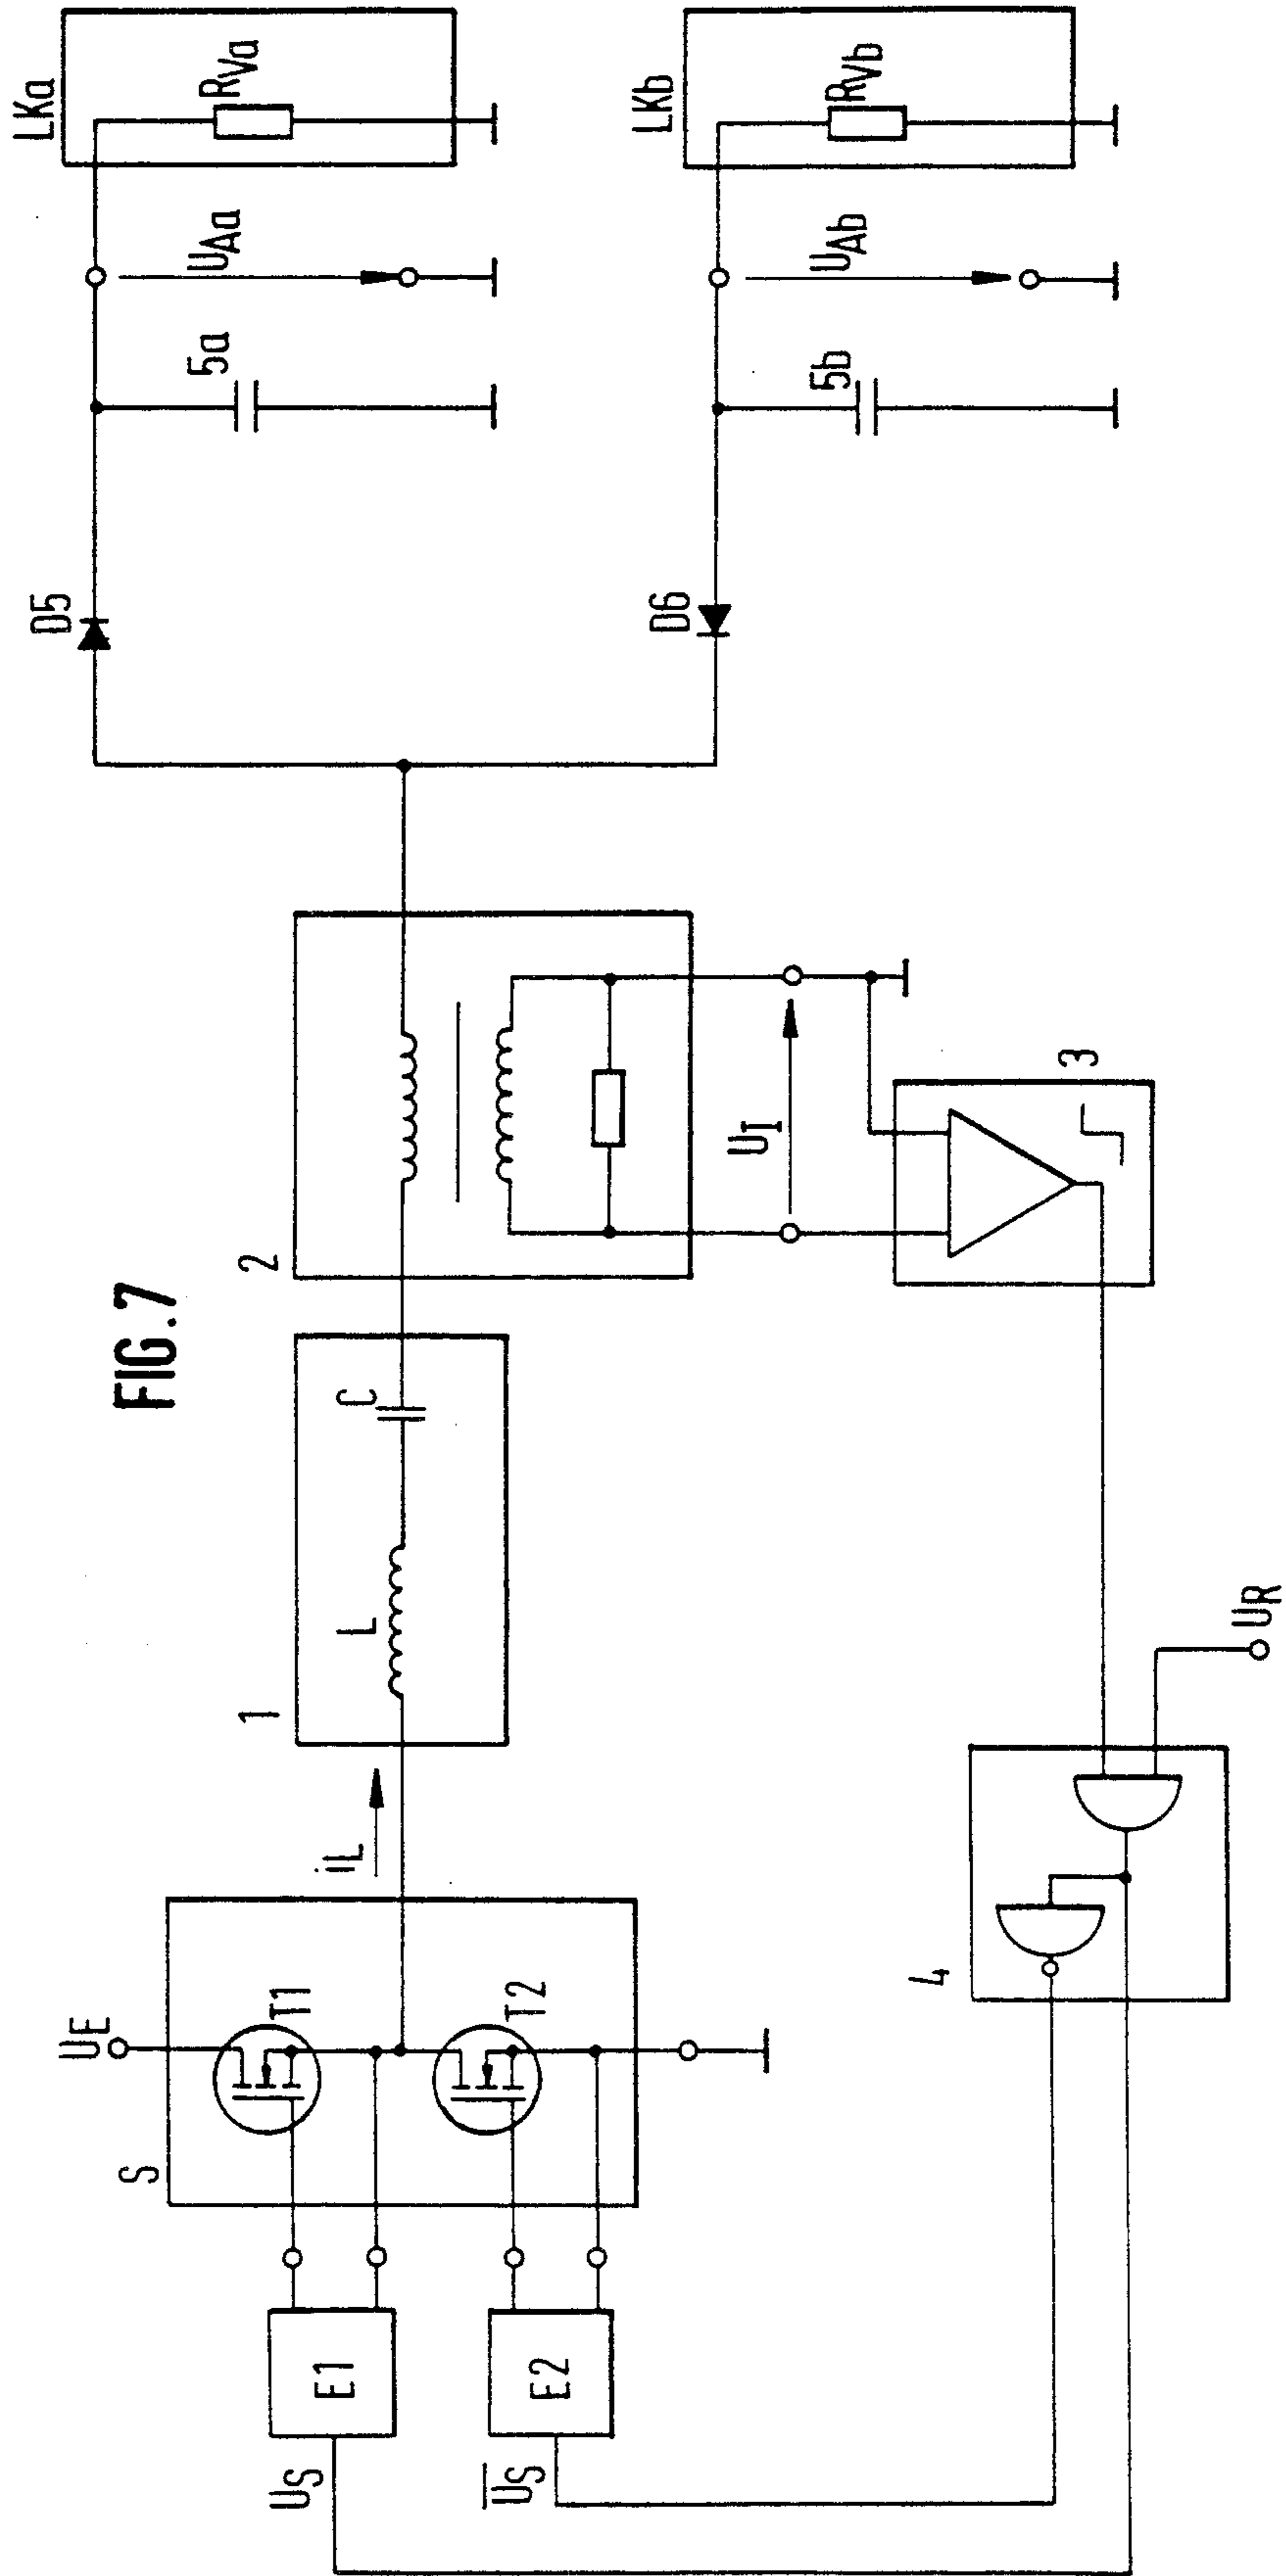 FIG.7
S
UE
T1
T2
E1
E2
US
U̅S̅
iL
1
L
C
2
UI
3
4
UR
D5
D6
5a
5b
UAa
UAb
LKa
RVa
LKb
RVb